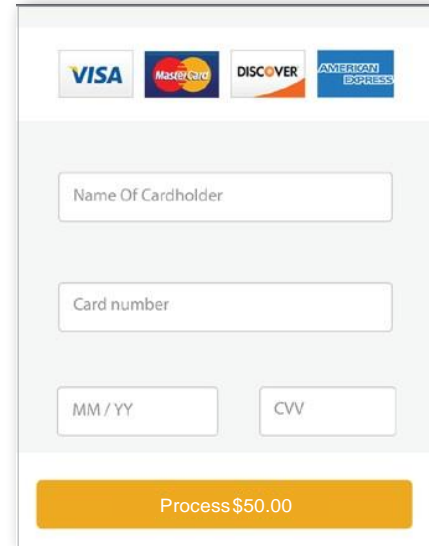 VISA MasterCard DISCOVER AMERICAN EXPRESS
Name Of Cardholder
Card number
MM / YY CVV
Process $50.00